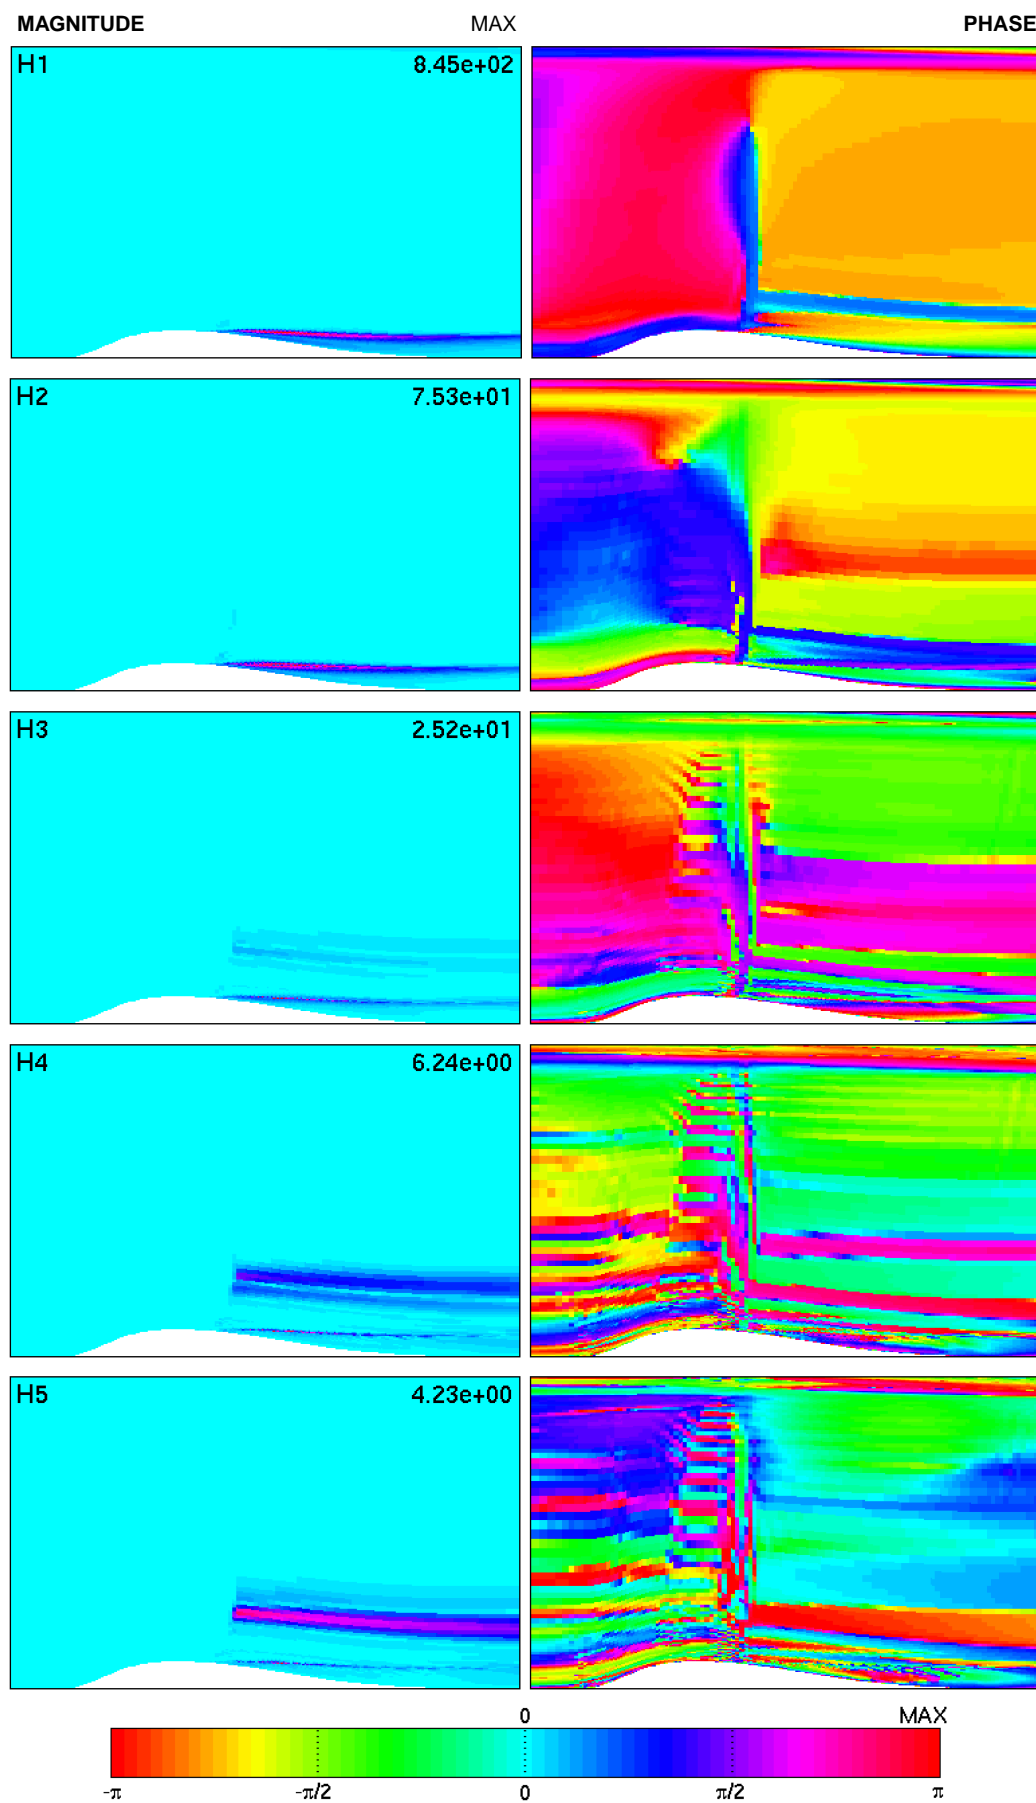 MAGNITUDE MAX PHASE
H1 8.45e+02
H2 7.53e+01
H3 2.52e+01
H4 6.24e+00
H5 4.23e+00
0 MAX
-π -π/2 0 π/2 π